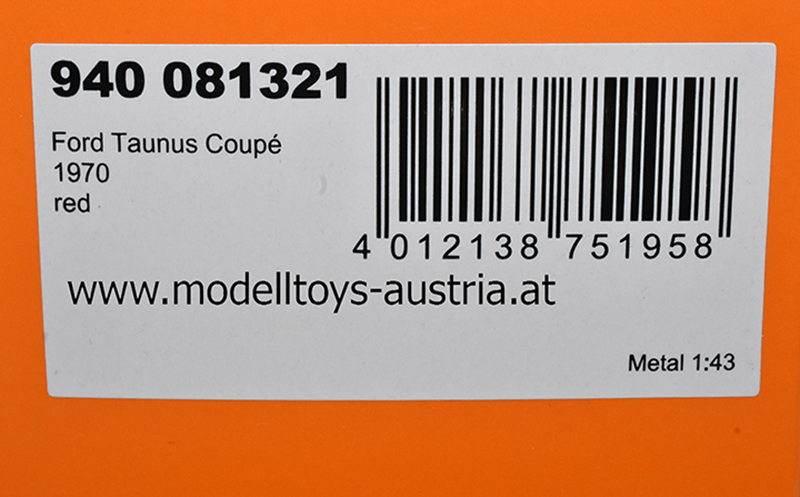 940 081321
Ford Taunus Coupé
1970
red
4 012138 751958
www.modelltoys-austria.at
Metal 1:43